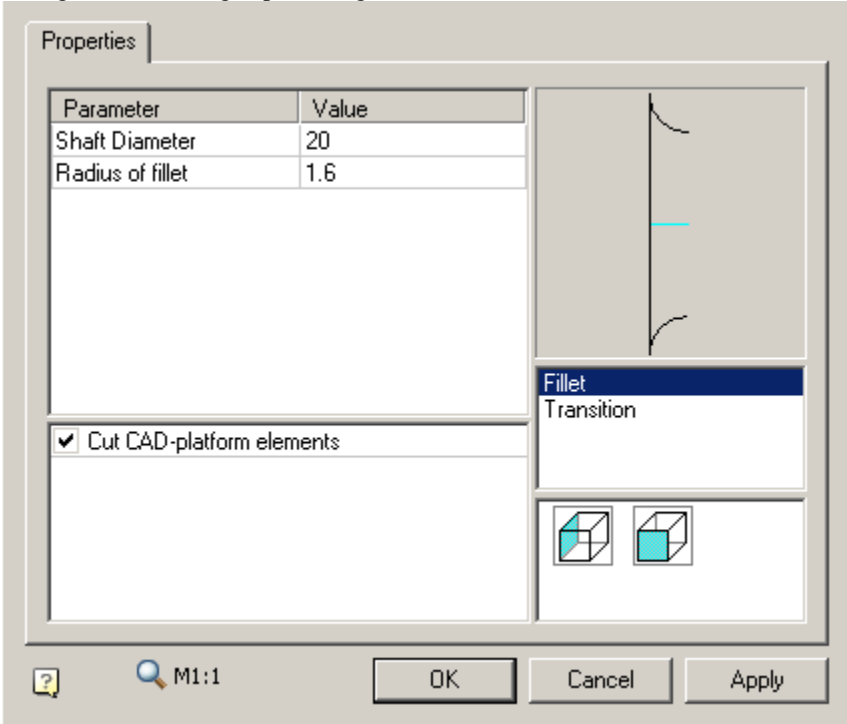 Properties
Parameter Value
Shaft Diameter 20
Radius of fillet 1.6
Fillet
Transition
Cut CAD-platform elements
M1:1
OK Cancel Apply